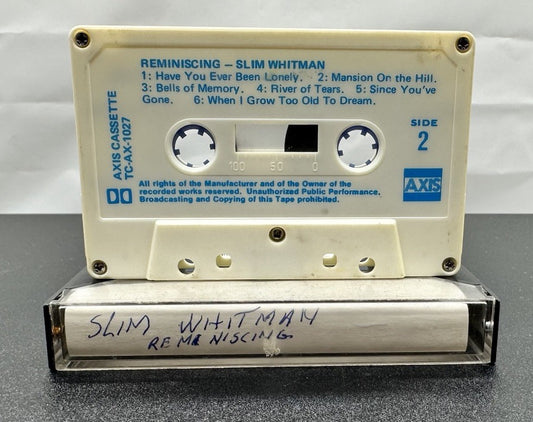 REMINISCING – SLIM WHITMAN
1: Have You Ever Been Lonely. 2: Mansion On the Hill.
3: Bells of Memory. 4: River of Tears. 5: Since You've
Gone. 6: When I Grow Too Old To Dream.
AXIS CASSETTE
TC-AX-1027
SIDE
2
100 50 0
AXIS
All rights of the Manufacturer and of the Owner of the
recorded works reserved. Unauthorized Public Performance,
Broadcasting and Copying of this Tape prohibited.
SLIM WHITMAN
REMINISCING